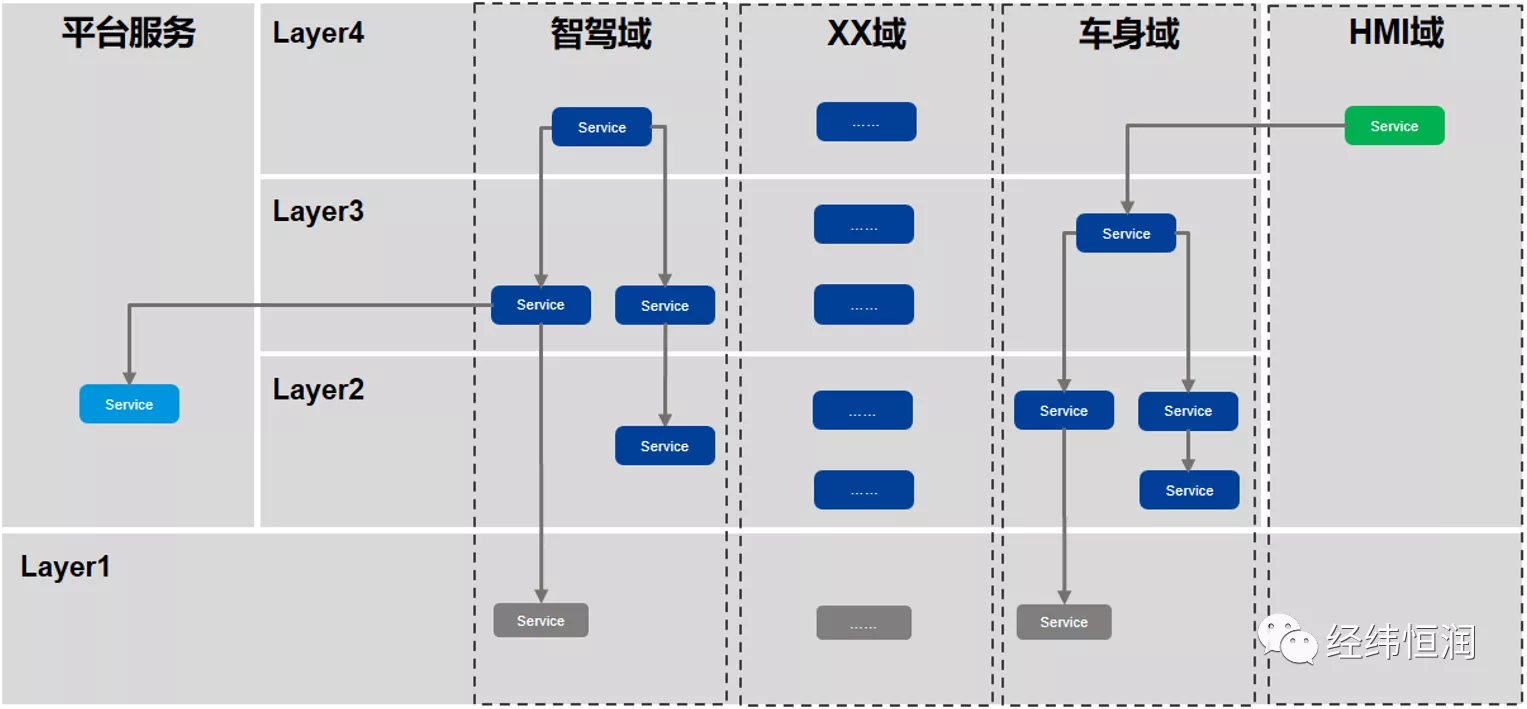 平台服务
Layer4
智驾域
XX域
车身域
HMI域
Service
……
Service
Layer3
……
Service
Service
Service
……
Service
Layer2
……
Service
Service
Service
……
Service
Layer1
Service
……
Service
经纬恒润